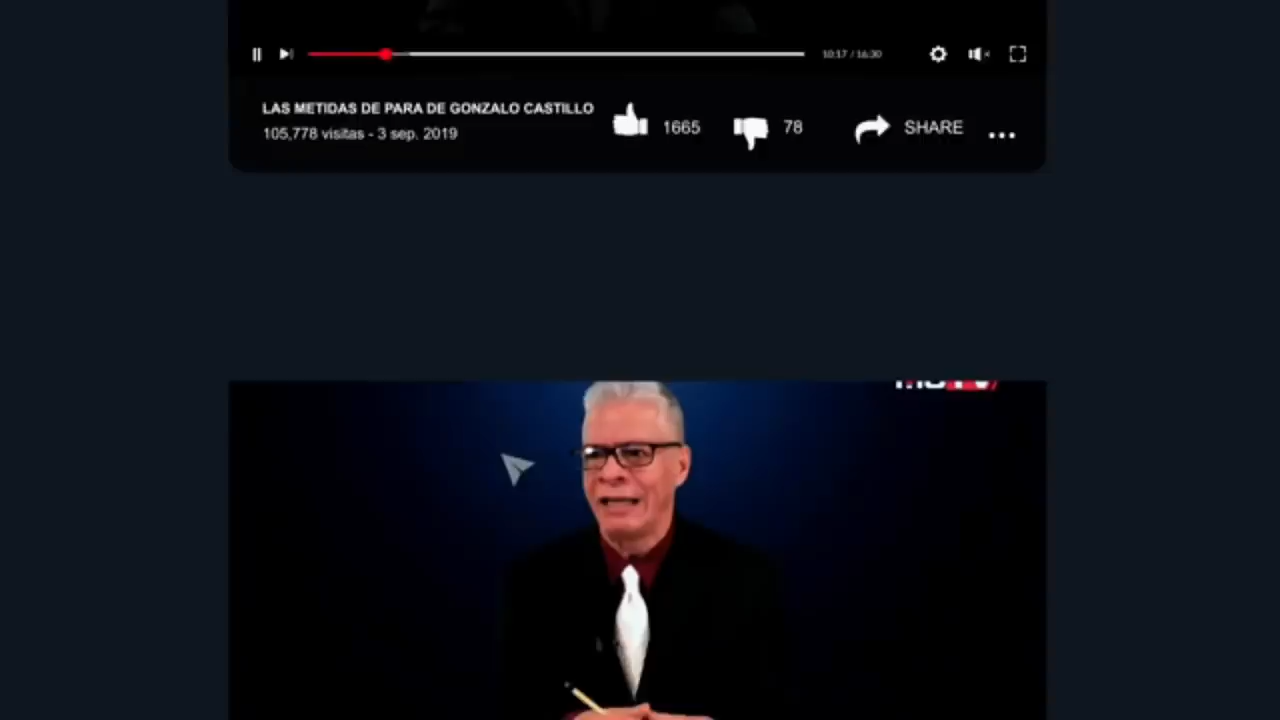 10:17 / 16:30
LAS METIDAS DE PARA DE GONZALO CASTILLO
105,778 visitas - 3 sep. 2019
1665
78
SHARE